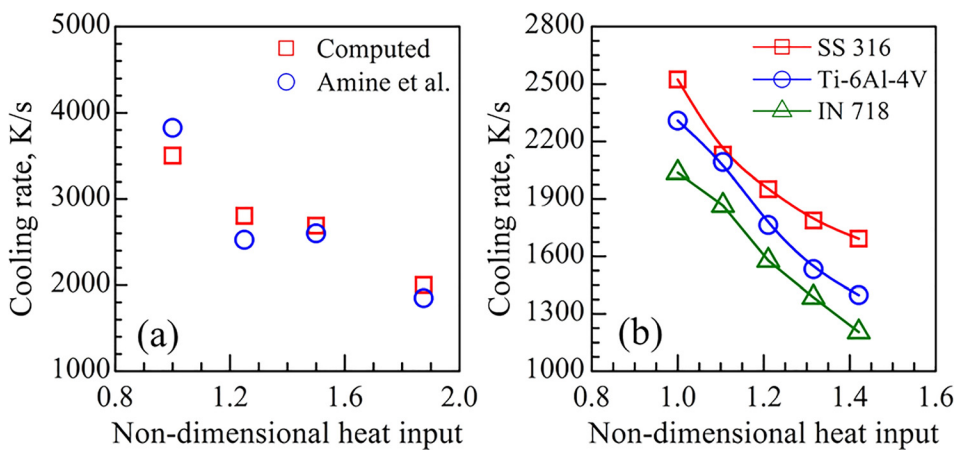 5000
4000
3000
2000
1000
Cooling rate, K/s
Computed
Amine et al.
(a)
0.8 1.2 1.6 2.0
Non-dimensional heat input
2800
2500
2200
1900
1600
1300
1000
Cooling rate, K/s
SS 316
Ti-6Al-4V
IN 718
(b)
0.8 1.0 1.2 1.4 1.6
Non-dimensional heat input